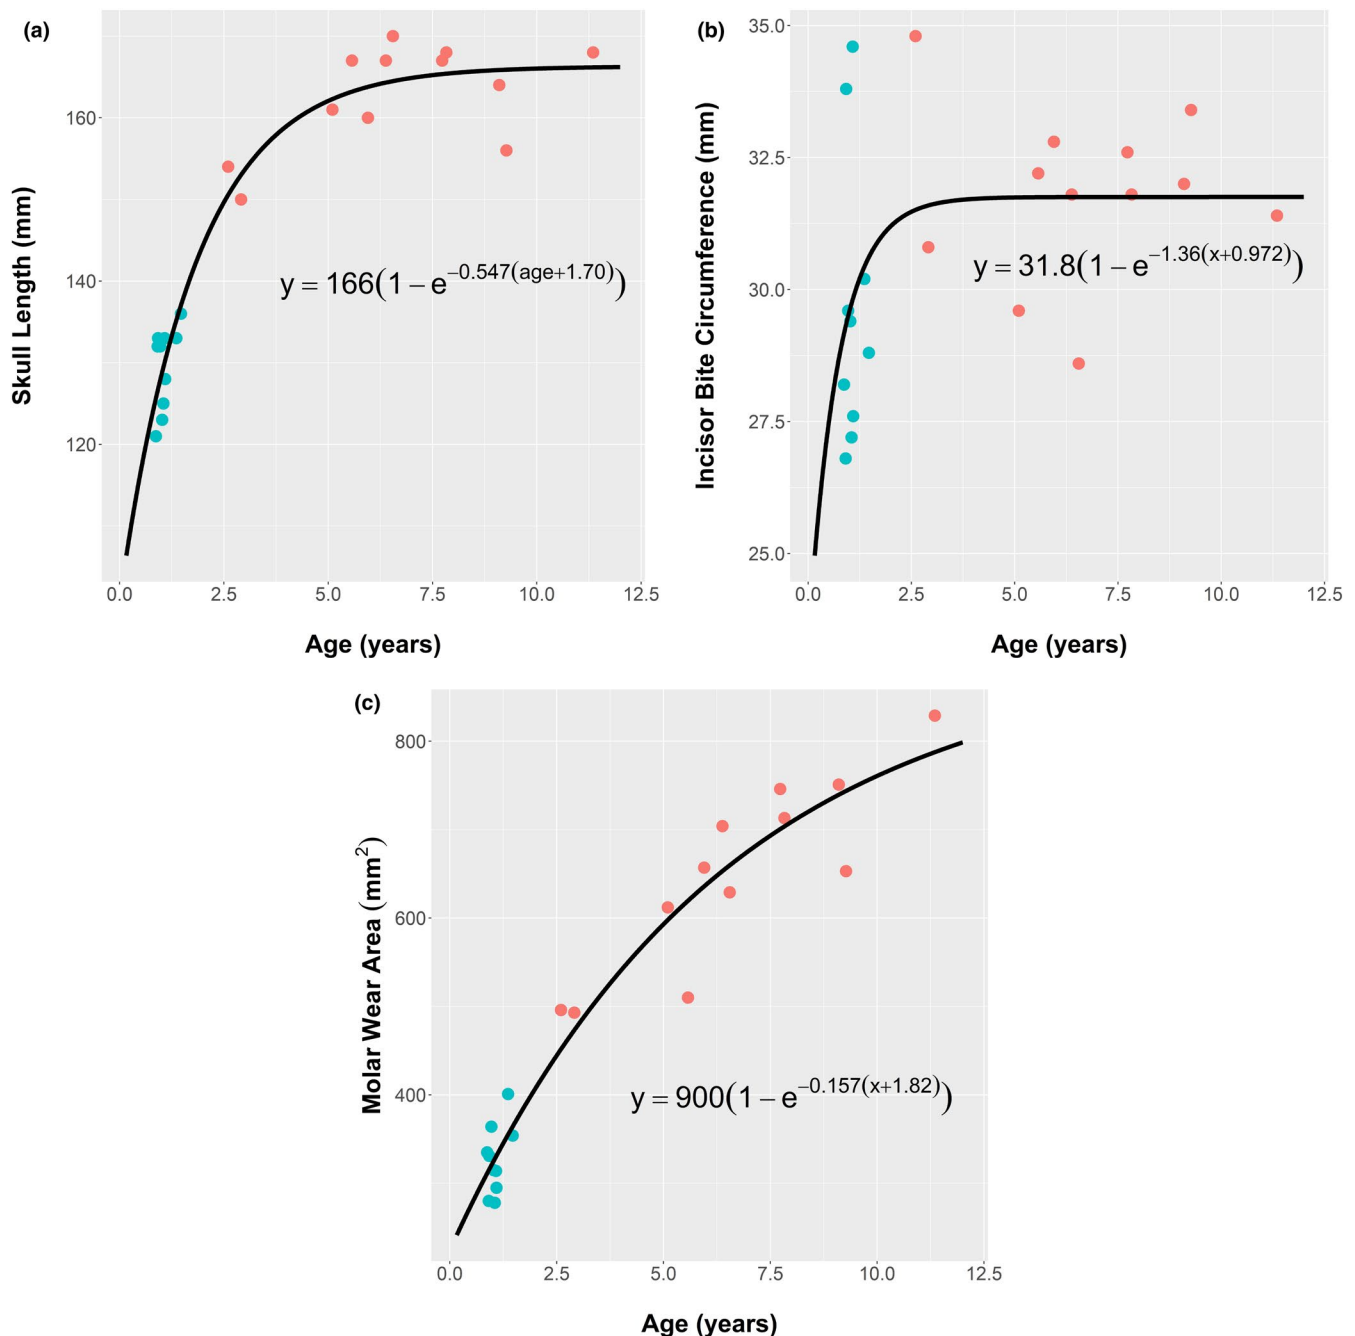 (a)
Skull Length (mm)
160
140
120
y = 166(1 − e^−0.547(age+1.70))
0.0 2.5 5.0 7.5 10.0 12.5
Age (years)
(b)
Incisor Bite Circumference (mm)
35.0
32.5
30.0
27.5
25.0
y = 31.8(1 − e^−1.36(x+0.972))
0.0 2.5 5.0 7.5 10.0 12.5
Age (years)
(c)
Molar Wear Area (mm²)
800
600
400
y = 900(1 − e^−0.157(x+1.82))
0.0 2.5 5.0 7.5 10.0 12.5
Age (years)